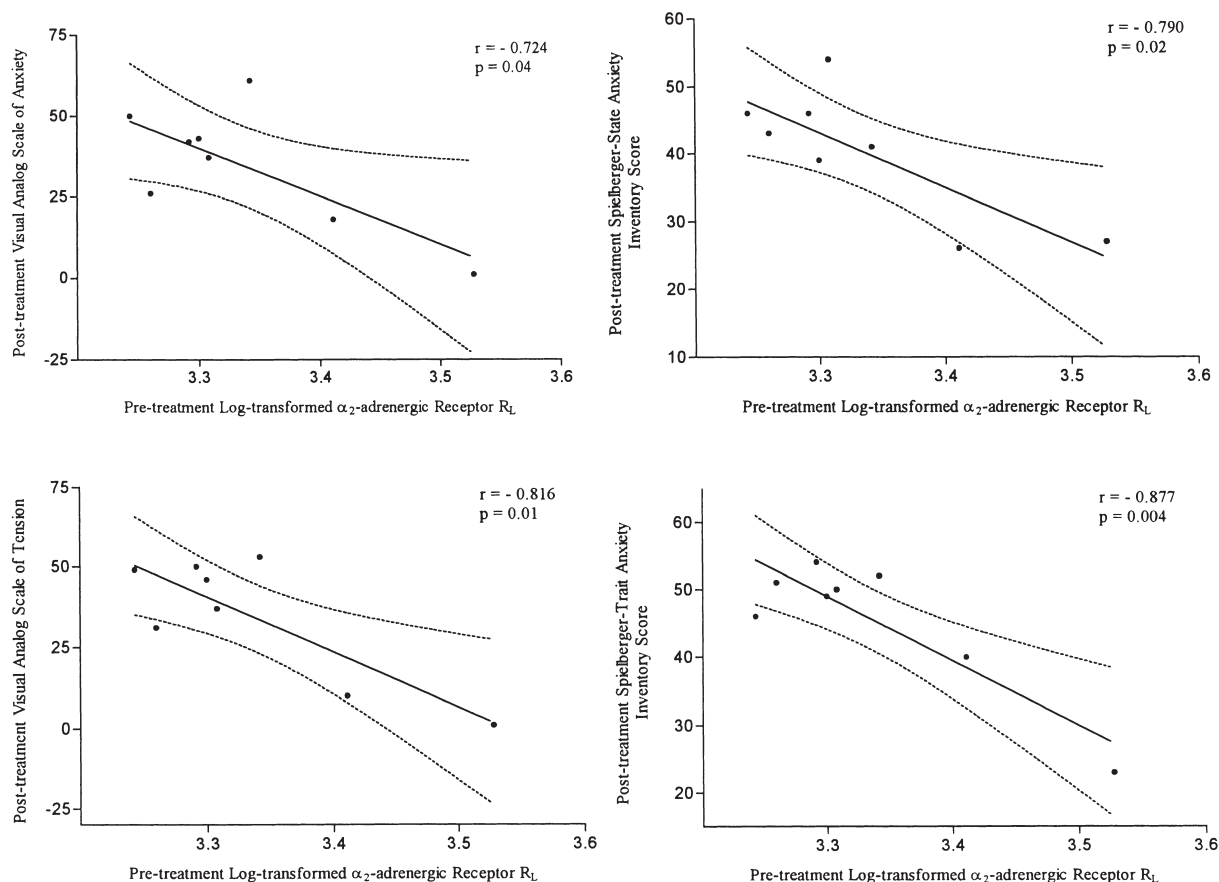 Post-treatment Visual Analog Scale of Anxiety
75
50
25
0
-25
r = - 0.724
p = 0.04
3.3
3.4
3.5
3.6
Pre-treatment Log-transformed α₂-adrenergic Receptor R_L
Post-treatment Spielberger-State Anxiety
Inventory Score
60
50
40
30
20
10
r = - 0.790
p = 0.02
3.3
3.4
3.5
3.6
Pre-treatment Log-transformed α₂-adrenergic Receptor R_L
Post-treatment Visual Analog Scale of Tension
75
50
25
0
-25
r = - 0.816
p = 0.01
3.3
3.4
3.5
3.6
Pre-treatment Log-transformed α₂-adrenergic Receptor R_L
Post-treatment Spielberger-Trait Anxiety
Inventory Score
60
50
40
30
20
r = - 0.877
p = 0.004
3.3
3.4
3.5
3.6
Pre-treatment Log-transformed α₂-adrenergic Receptor R_L